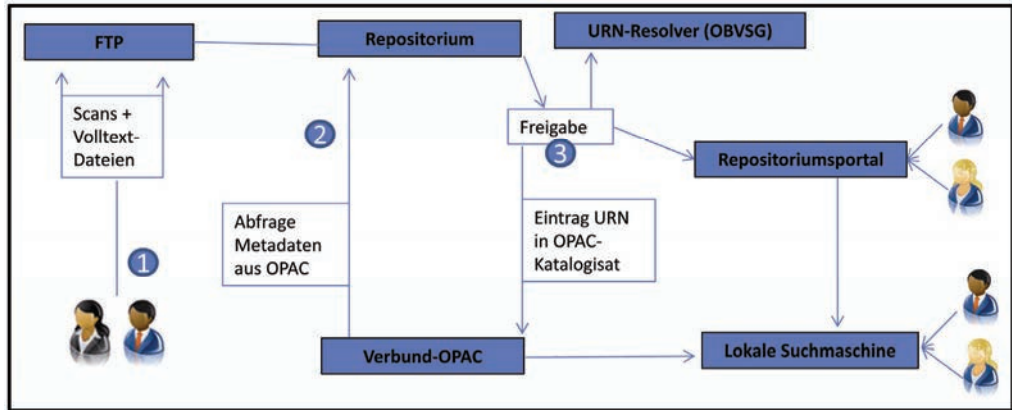 FTP
Repositorium
URN-Resolver (OBVSG)
Scans +
Volltext-
Dateien
2
Freigabe
3
Repositoriumsportal
Abfrage
Metadaten
aus OPAC
Eintrag URN
in OPAC-
Katalogisat
1
Verbund-OPAC
Lokale Suchmaschine